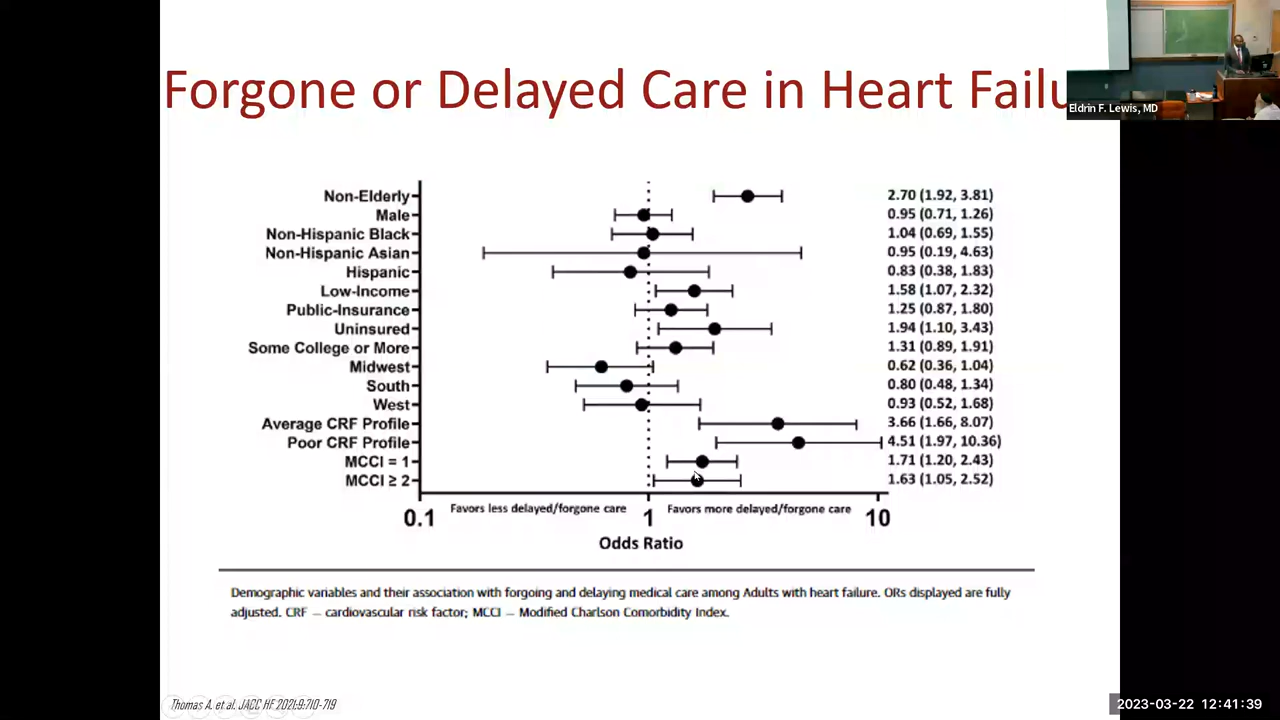 Forgone or Delayed Care in Heart Failu
Eldrin F. Lewis, MD
Non-Elderly 2.70 (1.92, 3.81)
Male 0.95 (0.71, 1.26)
Non-Hispanic Black 1.04 (0.69, 1.55)
Non-Hispanic Asian 0.95 (0.19, 4.63)
Hispanic 0.83 (0.38, 1.83)
Low-Income 1.58 (1.07, 2.32)
Public-Insurance 1.25 (0.87, 1.80)
Uninsured 1.94 (1.10, 3.43)
Some College or More 1.31 (0.89, 1.91)
Midwest 0.62 (0.36, 1.04)
South 0.80 (0.48, 1.34)
West 0.93 (0.52, 1.68)
Average CRF Profile 3.66 (1.66, 8.07)
Poor CRF Profile 4.51 (1.97, 10.36)
MCCI = 1 1.71 (1.20, 2.43)
MCCI ≥ 2 1.63 (1.05, 2.52)
Favors less delayed/forgone care Favors more delayed/forgone care
0.1 1 10
Odds Ratio
Demographic variables and their association with forgoing and delaying medical care among Adults with heart failure. ORs displayed are fully
adjusted. CRF — cardiovascular risk factor; MCCI — Modified Charlson Comorbidity Index.
Thomas A. et al. JACC HF 2021;9:710-719
2023-03-22 12:41:39